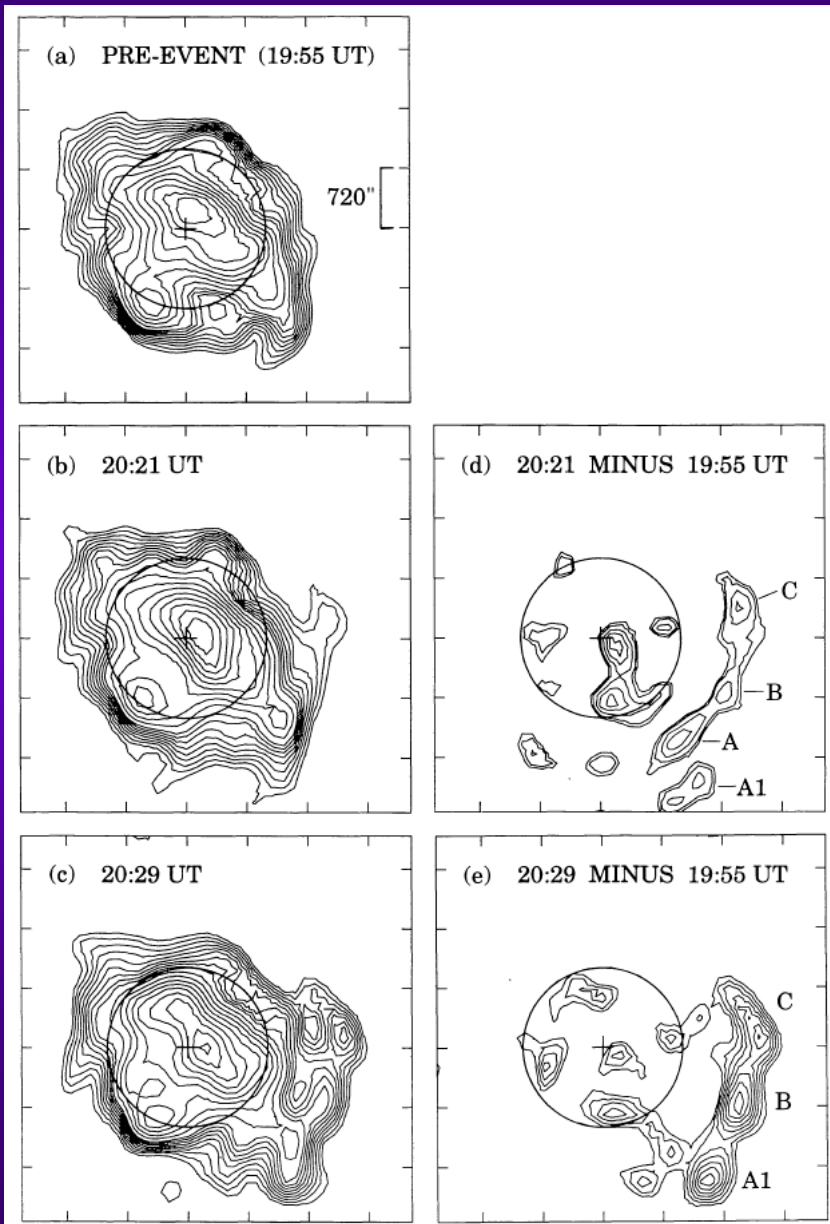 (a) PRE-EVENT (19:55 UT)
720"
(b) 20:21 UT
(d) 20:21 MINUS 19:55 UT
C
B
A
A1
(c) 20:29 UT
(e) 20:29 MINUS 19:55 UT
C
B
A1